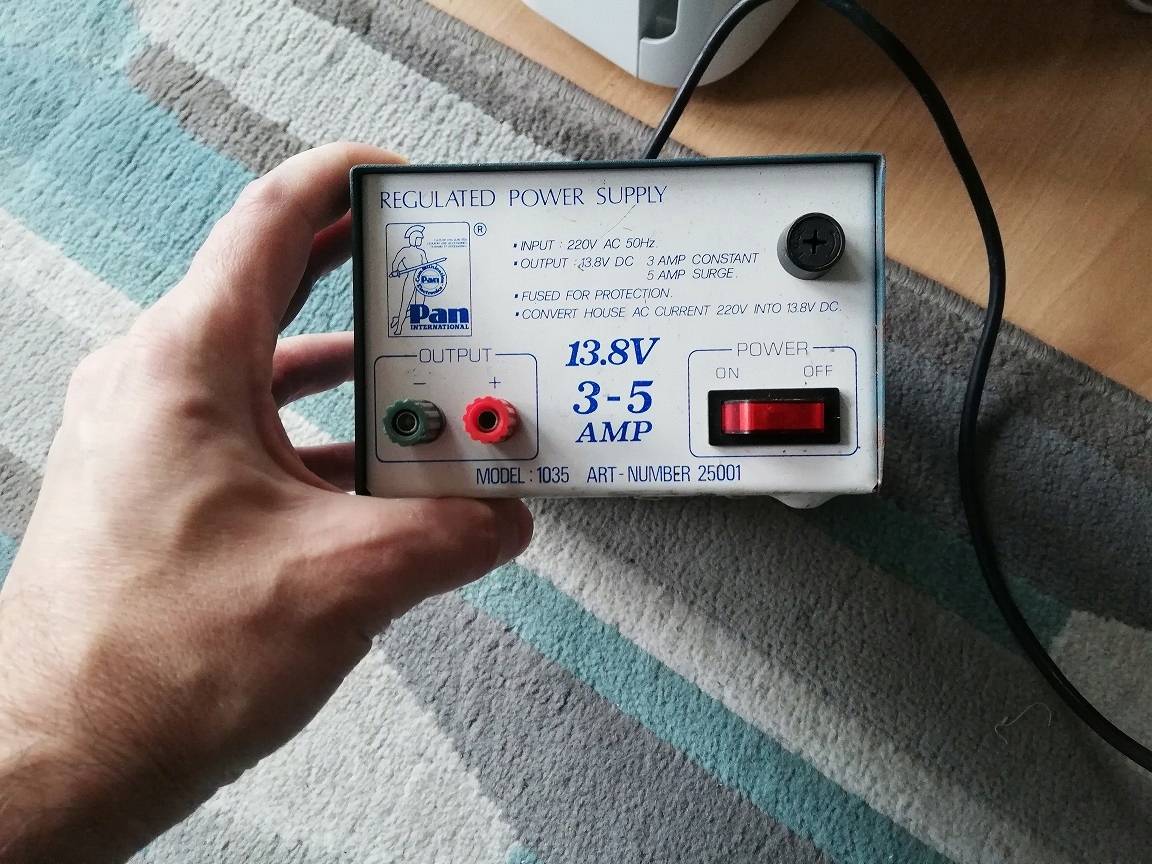 REGULATED POWER SUPPLY
®
Pan
Pan
INTERNATIONAL
▪ INPUT : 220V AC 50Hz.
▪ OUTPUT : 13.8V DC 3 AMP CONSTANT
5 AMP SURGE.
▪ FUSED FOR PROTECTION.
▪ CONVERT HOUSE AC CURRENT 220V INTO 13.8V DC.
OUTPUT
− +
13.8V
3-5
AMP
POWER
ON OFF
MODEL : 1035 ART-NUMBER 25001